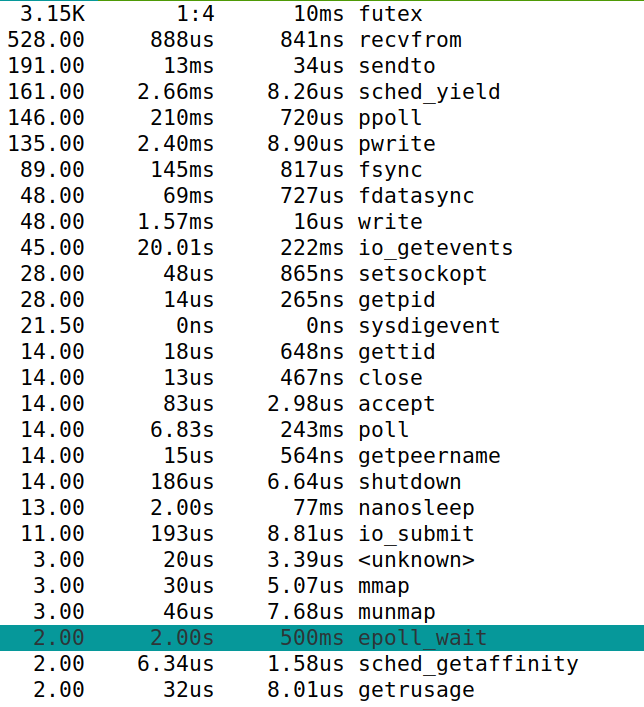 3.15K 1:4 10ms futex
528.00 888us 841ns recvfrom
191.00 13ms 34us sendto
161.00 2.66ms 8.26us sched_yield
146.00 210ms 720us ppoll
135.00 2.40ms 8.90us pwrite
89.00 145ms 817us fsync
48.00 69ms 727us fdatasync
48.00 1.57ms 16us write
45.00 20.01s 222ms io_getevents
28.00 48us 865ns setsockopt
28.00 14us 265ns getpid
21.50 0ns 0ns sysdigevent
14.00 18us 648ns gettid
14.00 13us 467ns close
14.00 83us 2.98us accept
14.00 6.83s 243ms poll
14.00 15us 564ns getpeername
14.00 186us 6.64us shutdown
13.00 2.00s 77ms nanosleep
11.00 193us 8.81us io_submit
3.00 20us 3.39us <unknown>
3.00 30us 5.07us mmap
3.00 46us 7.68us munmap
2.00 2.00s 500ms epoll_wait
2.00 6.34us 1.58us sched_getaffinity
2.00 32us 8.01us getrusage